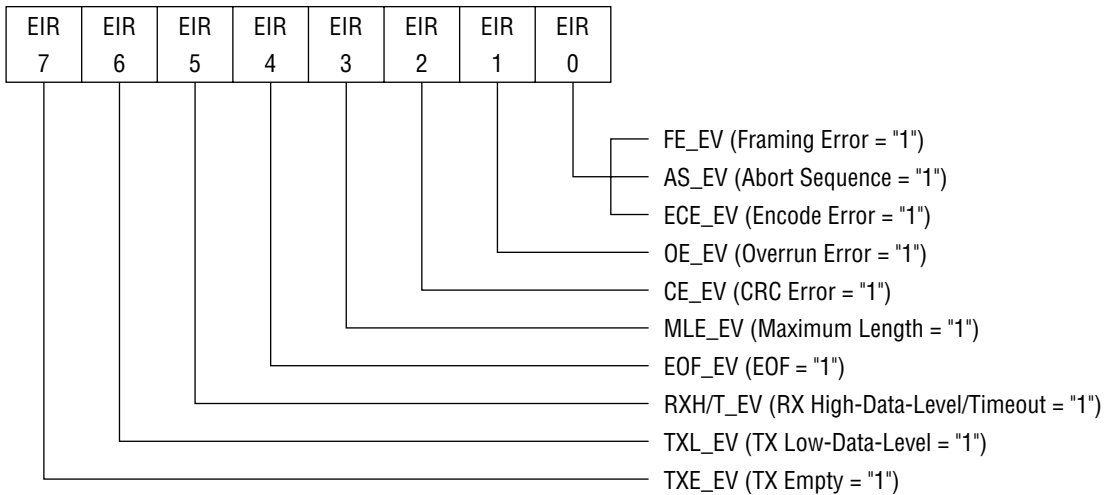 EIR EIR EIR EIR EIR EIR EIR EIR
7 6 5 4 3 2 1 0
FE_EV (Framing Error = "1")
AS_EV (Abort Sequence = "1")
ECE_EV (Encode Error = "1")
OE_EV (Overrun Error = "1")
CE_EV (CRC Error = "1")
MLE_EV (Maximum Length = "1")
EOF_EV (EOF = "1")
RXH/T_EV (RX High-Data-Level/Timeout = "1")
TXL_EV (TX Low-Data-Level = "1")
TXE_EV (TX Empty = "1")